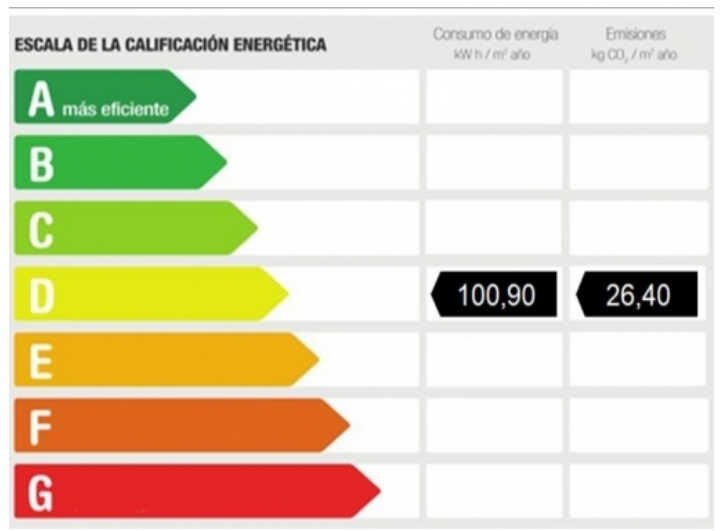 ESCALA DE LA CALIFICACIÓN ENERGÉTICA
Consumo de energía
kW h / m² año
Emisiones
kg CO₂ / m² año
A más eficiente
B
C
D 100,90 26,40
E
F
G